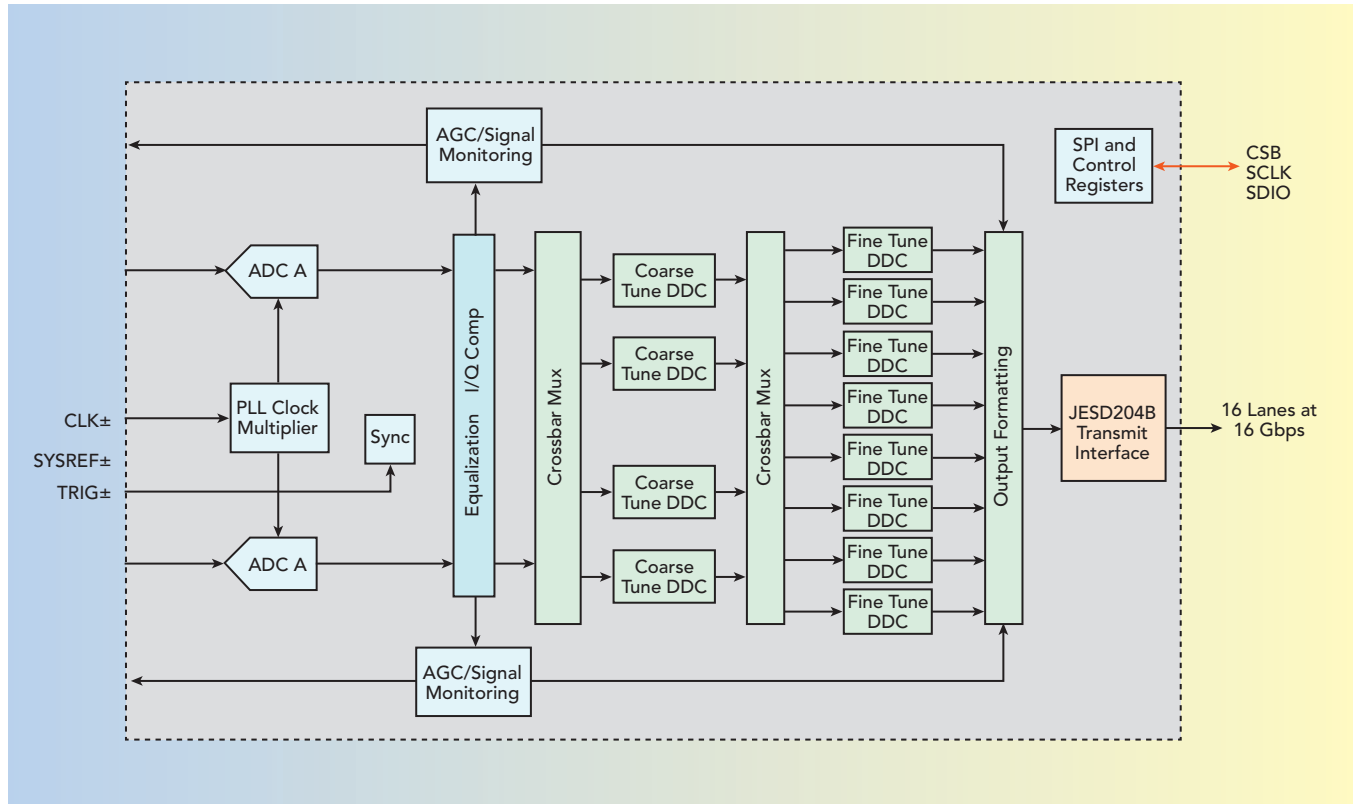 AGC/Signal
Monitoring
SPI and
Control
Registers
CSB
SCLK
SDIO
ADC A
Equalization I/Q Comp
Crossbar Mux
Coarse
Tune DDC
Coarse
Tune DDC
Coarse
Tune DDC
Coarse
Tune DDC
Crossbar Mux
Fine Tune
DDC
Fine Tune
DDC
Fine Tune
DDC
Fine Tune
DDC
Fine Tune
DDC
Fine Tune
DDC
Fine Tune
DDC
Fine Tune
DDC
Output Formatting
CLK±
PLL Clock
Multiplier
Sync
SYSREF±
TRIG±
JESD204B
Transmit
Interface
16 Lanes at
16 Gbps
ADC A
AGC/Signal
Monitoring